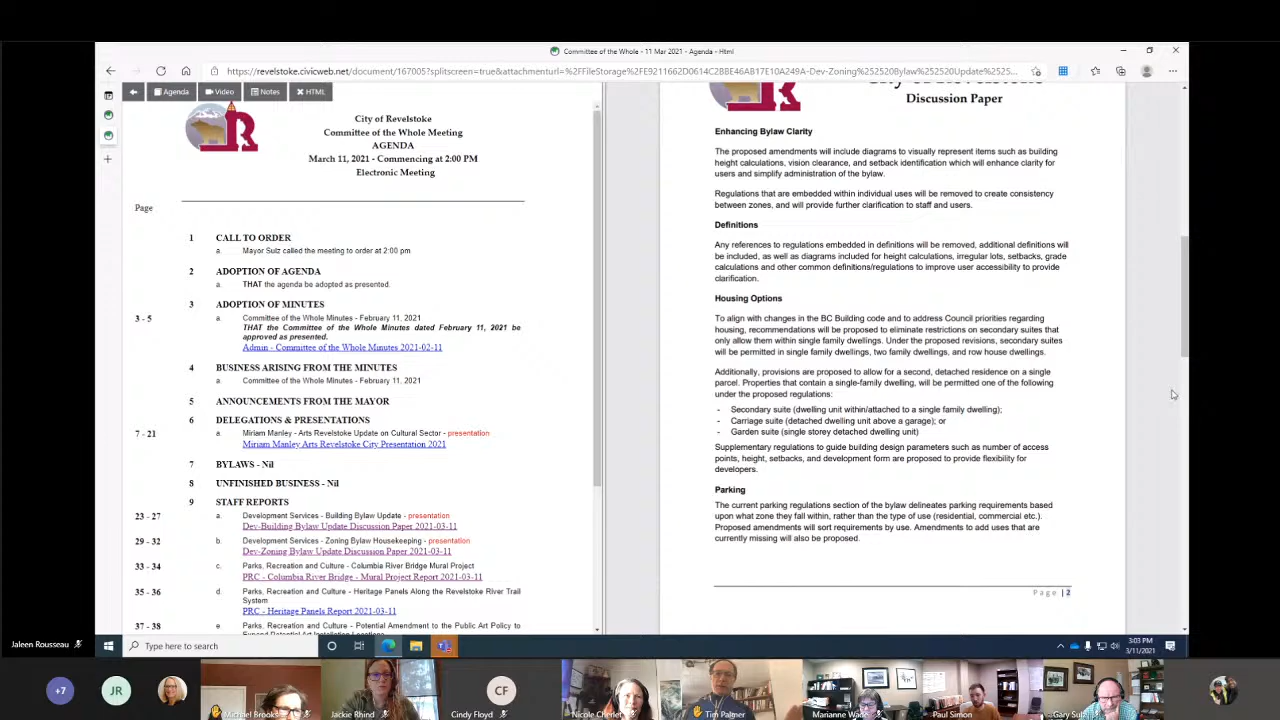 Committee of the Whole - 11 Mar 2021 - Agenda - Html
https://revelstoke.civicweb.net/document/167005?splitscreen=true&attachmenturl=%2FFileStorage%2FE9211662D0614C2BBE46AB17E10A249A-Dev-Zoning%252520Bylaw%252520Update%2525...
Agenda
Video
Notes
HTML
City of Revelstoke
Committee of the Whole Meeting
AGENDA
March 11, 2021 - Commencing at 2:00 PM
Electronic Meeting
Page
1 CALL TO ORDER
a. Mayor Sulz called the meeting to order at 2:00 pm
2 ADOPTION OF AGENDA
a. THAT the agenda be adopted as presented.
3 ADOPTION OF MINUTES
3 - 5 a. Committee of the Whole Minutes - February 11, 2021
THAT the Committee of the Whole Minutes dated February 11, 2021 be
approved as presented.
Admin - Committee of the Whole Minutes 2021-02-11
4 BUSINESS ARISING FROM THE MINUTES
a. Committee of the Whole - February 11, 2021
5 ANNOUNCEMENTS FROM THE MAYOR
6 DELEGATIONS & PRESENTATIONS
7 - 21 a. Miriam Manley - Arts Revelstoke Update on Cultural Sector - presentation
Miriam Manley Arts Revelstoke City Presentation 2021
7 BYLAWS - Nil
8 UNFINISHED BUSINESS - Nil
9 STAFF REPORTS
23 - 27 a. Development Services - Building Bylaw Update - presentation
Dev-Building Bylaw Update Discussion Paper 2021-03-11
29 - 32 b. Development Services - Zoning Bylaw Housekeeping - presentation
Dev-Zoning Bylaw Update Discussion Paper 2021-03-11
33 - 34 c. Parks, Recreation and Culture - Columbia River Bridge Mural Project
PRC - Columbia River Bridge - Mural Project Report 2021-03-11
35 - 36 d. Parks, Recreation and Culture - Heritage Panels Along the Revelstoke River Trail
System
PRC - Heritage Panels Report 2021-03-11
37 - 38 e. Parks, Recreation and Culture - Potential Amendment to the Public Art Policy to
Expand Potential Art Installation Locations
Discussion Paper
Enhancing Bylaw Clarity
The proposed amendments will include diagrams to visually represent items such as building
height calculations, vision clearance, and setback identification which will enhance clarity for
users and simplify administration of the bylaw.
Regulations that are embedded within individual uses will be removed to create consistency
between zones, and will provide further clarification to staff and users.
Definitions
Any references to regulations embedded in definitions will be removed, additional definitions will
be included, as well as diagrams included for height calculations, irregular lots, setbacks, grade
calculations and other common definitions/regulations to improve user accessibility to provide
clarification.
Housing Options
To align with changes in the BC Building code and to address Council priorities regarding
housing, recommendations will be proposed to eliminate restrictions on secondary suites that
only allow them within single family dwellings. Under the proposed revisions, secondary suites
will be permitted in single family dwellings, two family dwellings, and row house dwellings.
Additionally, provisions are proposed to allow for a second, detached residence on a single
parcel. Properties that contain a single-family dwelling, will be permitted one of the following
under the proposed regulations:
- Secondary suite (dwelling unit within/attached to a single family dwelling);
- Carriage suite (detached dwelling unit above a garage); or
- Garden suite (single storey detached dwelling unit)
Supplementary regulations to guide building design parameters such as number of access
points, height, setbacks, and development form are proposed to provide flexibility for
developers.
Parking
The current parking regulations section of the bylaw delineates parking requirements based
upon what zone they fall within, rather than the type of use (residential, commercial etc.).
Proposed amendments will sort requirements by use. Amendments to add uses that are
currently missing will also be proposed.
Page | 2
Jaleen Rousseau
Type here to search
3:03 PM
3/11/2021
+7
JR
Michael Brooks
Jackie Rhind
CF
Cindy Floyd
Nicole Cherlet
Tim Palmer
Marianne Wade
Paul Simon
Gary Sulz